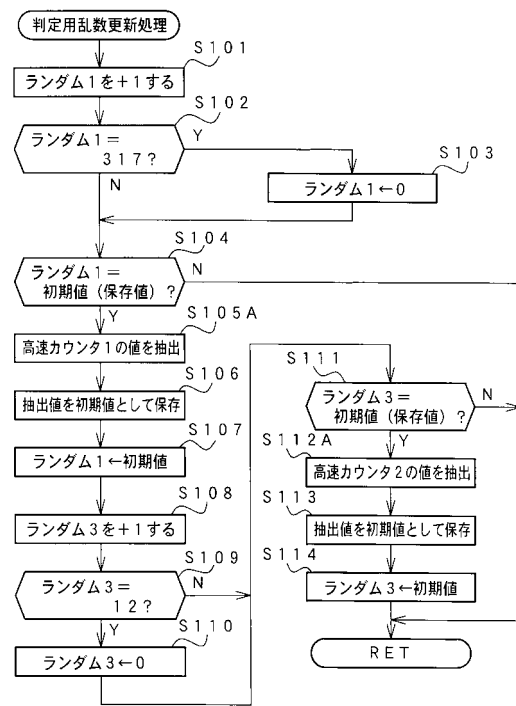 判定用乱数更新処理
S101
ランダム1を+1する
S102
ランダム1=
317?
Y
N
S103
ランダム1←0
S104
ランダム1=
初期値(保存値)?
N
Y
S105A
高速カウンタ1の値を抽出
S106
抽出値を初期値として保存
S107
ランダム1←初期値
S108
ランダム3を+1する
S109
ランダム3=
12?
N
Y
S110
ランダム3←0
S111
ランダム3=
初期値(保存値)?
N
Y
S112A
高速カウンタ2の値を抽出
S113
抽出値を初期値として保存
S114
ランダム3←初期値
RET